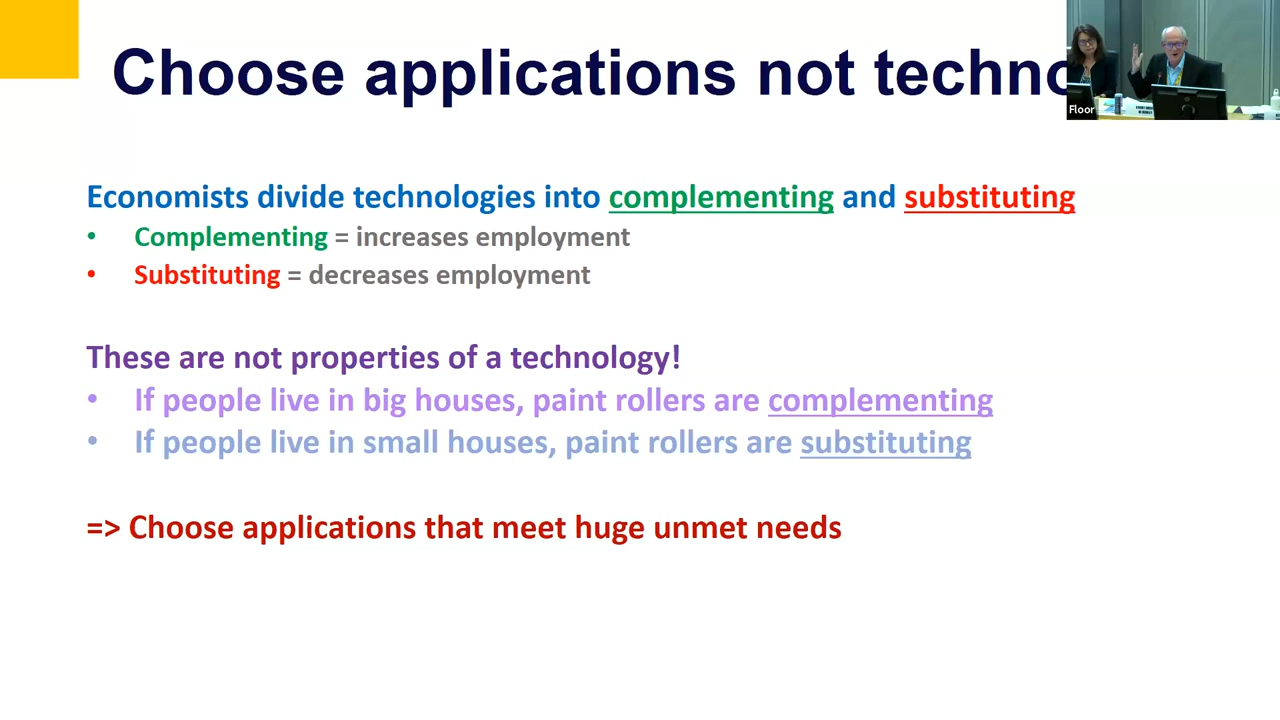 Choose applications not techno
Floor
Economists divide technologies into complementing and substituting
• Complementing = increases employment
• Substituting = decreases employment
These are not properties of a technology!
• If people live in big houses, paint rollers are complementing
• If people live in small houses, paint rollers are substituting
=> Choose applications that meet huge unmet needs